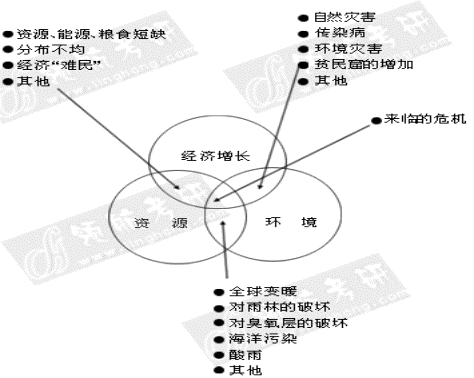 ● 资源、能源、粮食短缺
● 分布不均
● 经济“难民”
● 其他
● 自然灾害
● 传染病
● 环境灾害
● 贫民窟的增加
● 其他
● 来临的危机
经济增长
资 源
环 境
● 全球变暖
● 对雨林的破坏
● 对臭氧层的破坏
● 海洋污染
● 酸雨
● 其他